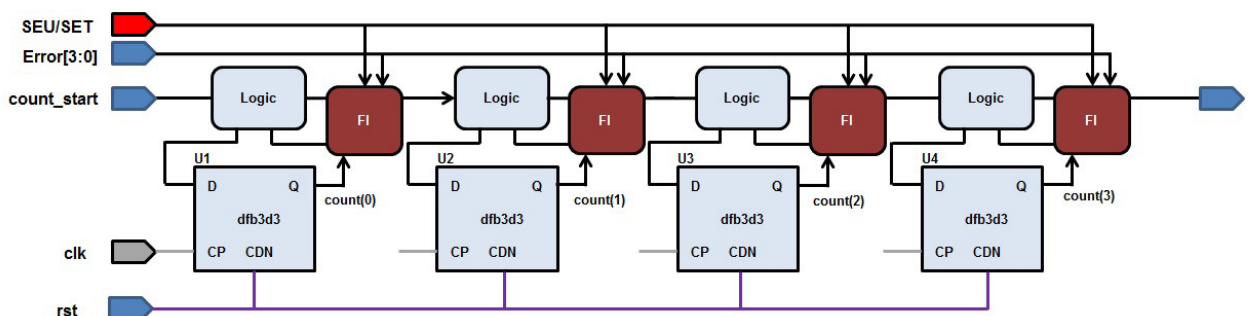 SEU/SET
Error[3:0]
count_start
Logic
FI
Logic
FI
Logic
FI
Logic
FI
U1
D
Q
dfb3d3
CP
CDN
count(0)
U2
D
Q
dfb3d3
CP
CDN
count(1)
U3
D
Q
dfb3d3
CP
CDN
count(2)
U4
D
Q
dfb3d3
CP
CDN
count(3)
clk
rst